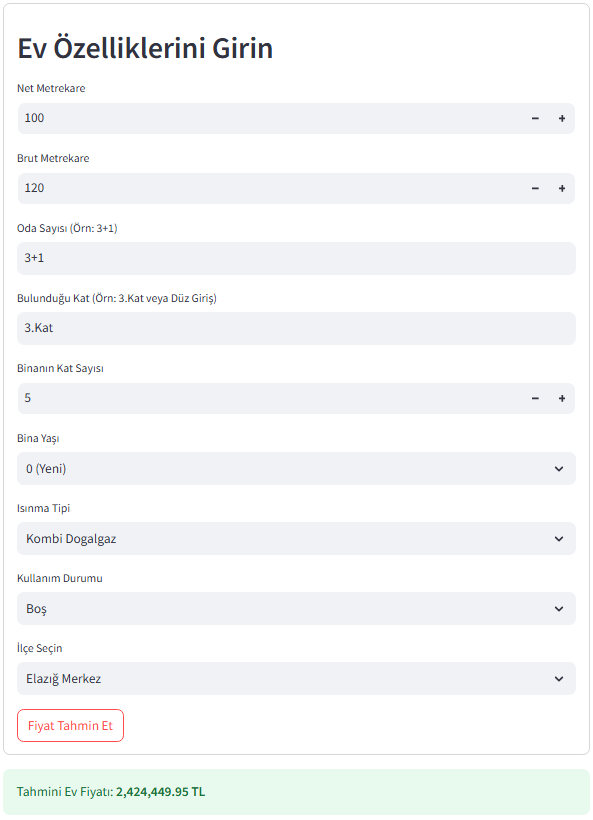 Ev Özelliklerini Girin
Net Metrekare
100
Brut Metrekare
120
Oda Sayısı (Örn: 3+1)
3+1
Bulunduğu Kat (Örn: 3.Kat veya Düz Giriş)
3.Kat
Binanın Kat Sayısı
5
Bina Yaşı
0 (Yeni)
Isınma Tipi
Kombi Dogalgaz
Kullanım Durumu
Boş
İlçe Seçin
Elazığ Merkez
Fiyat Tahmin Et
Tahmini Ev Fiyatı: 2,424,449.95 TL